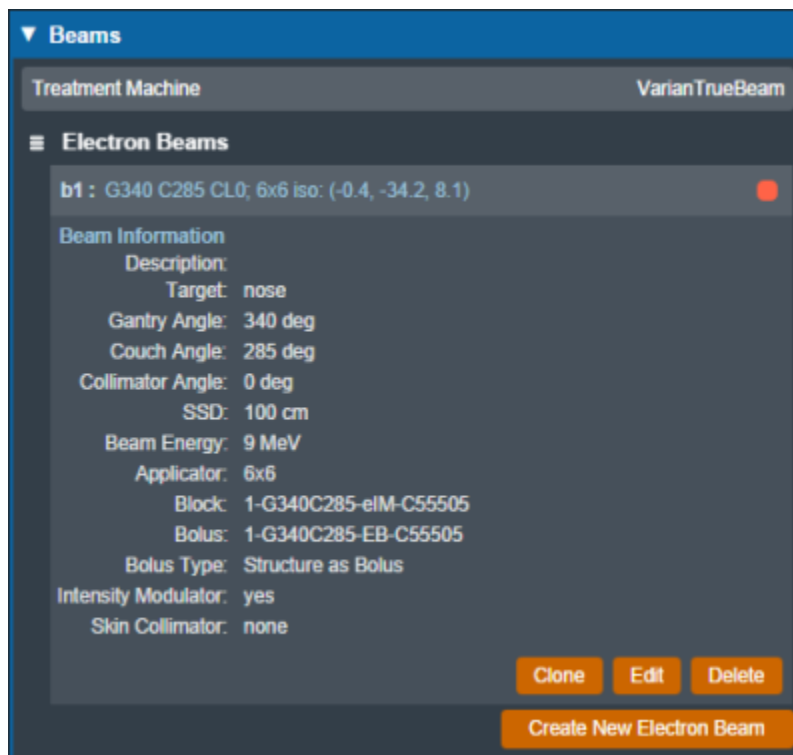 Beams
Treatment Machine VarianTrueBeam
Electron Beams
b1 : G340 C285 CL0; 6x6 iso: (-0.4, -34.2, 8.1)
Beam Information
Description:
Target: nose
Gantry Angle: 340 deg
Couch Angle: 285 deg
Collimator Angle: 0 deg
SSD: 100 cm
Beam Energy: 9 MeV
Applicator: 6x6
Block: 1-G340C285-eIM-C55505
Bolus: 1-G340C285-EB-C55505
Bolus Type: Structure as Bolus
Intensity Modulator: yes
Skin Collimator: none
Clone Edit Delete
Create New Electron Beam